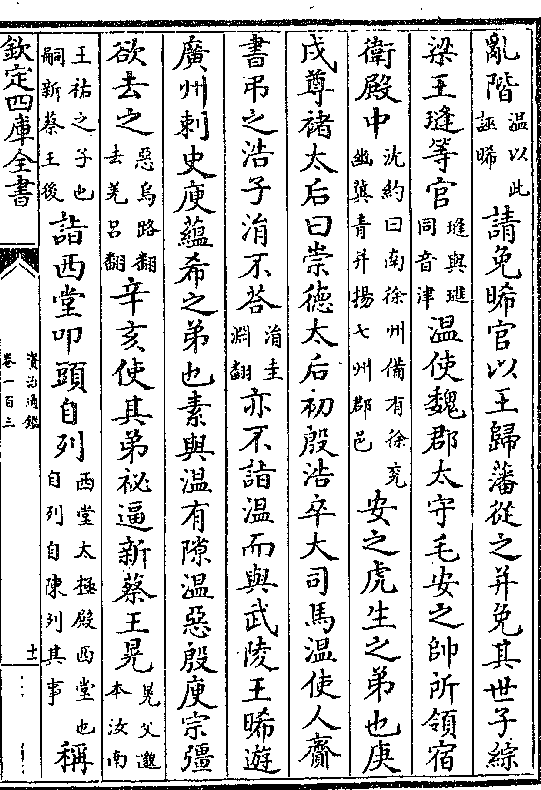 亂階溫以此
誣晞請免晞官以王歸藩從之并免其世子綜
梁王㻱等官㻱與璡
同音津溫使魏郡太守毛安之帥所領宿
衛殿中沈約曰南徐州備有徐兖
幽冀青并揚七州郡邑安之虎生之弟也庚
戌尊褚太后曰崇德太后初殷浩卒大司馬溫使人齎
書弔之浩子涓不答涓圭
淵翻亦不詣溫而與武陵王晞遊
廣州刺史庾藴希之弟也素與溫有隙溫惡殷庾宗彊
欲去之惡烏路翻
去羌呂翻辛亥使其弟祕逼新蔡王晃晃父邈
本汝南
王祐之子也
嗣新蔡王後詣西堂叩頭自列西堂太極殿西堂也
自列自陳列其事稱
欽定四庫全書
資治通鑑
卷一百三
十一